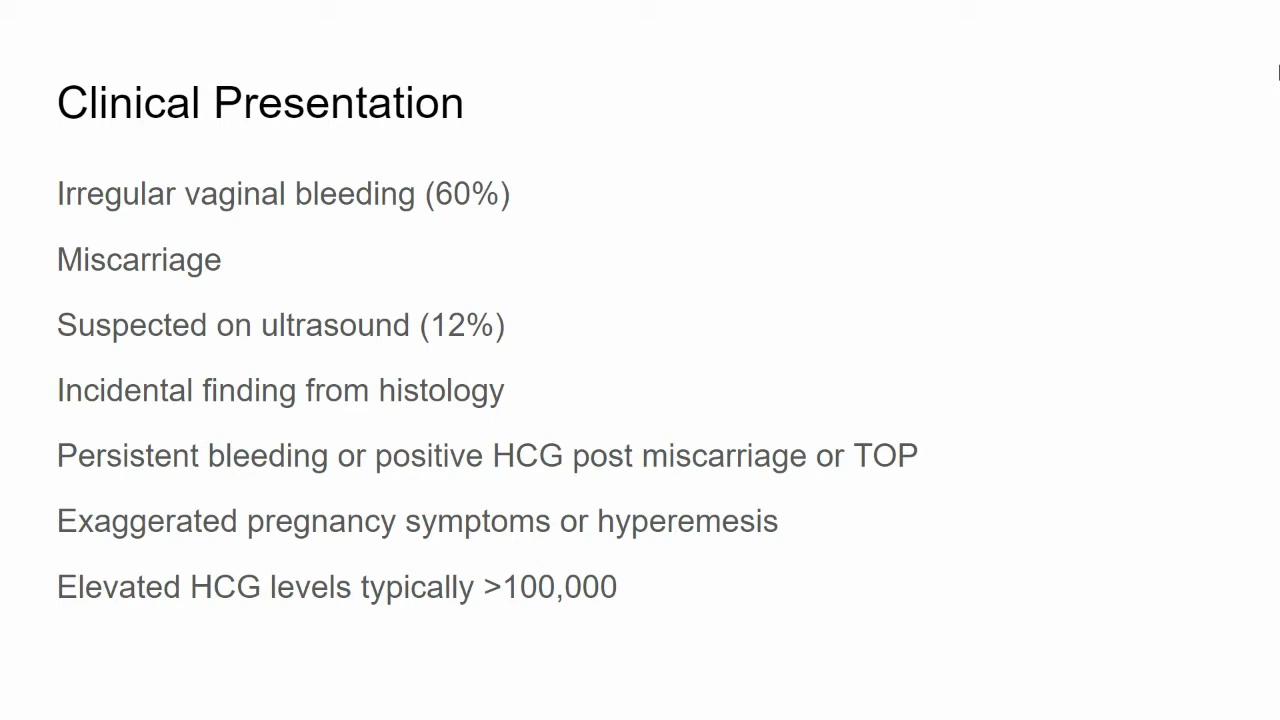 Clinical Presentation
Irregular vaginal bleeding (60%)
Miscarriage
Suspected on ultrasound (12%)
Incidental finding from histology
Persistent bleeding or positive HCG post miscarriage or TOP
Exaggerated pregnancy symptoms or hyperemesis
Elevated HCG levels typically >100,000